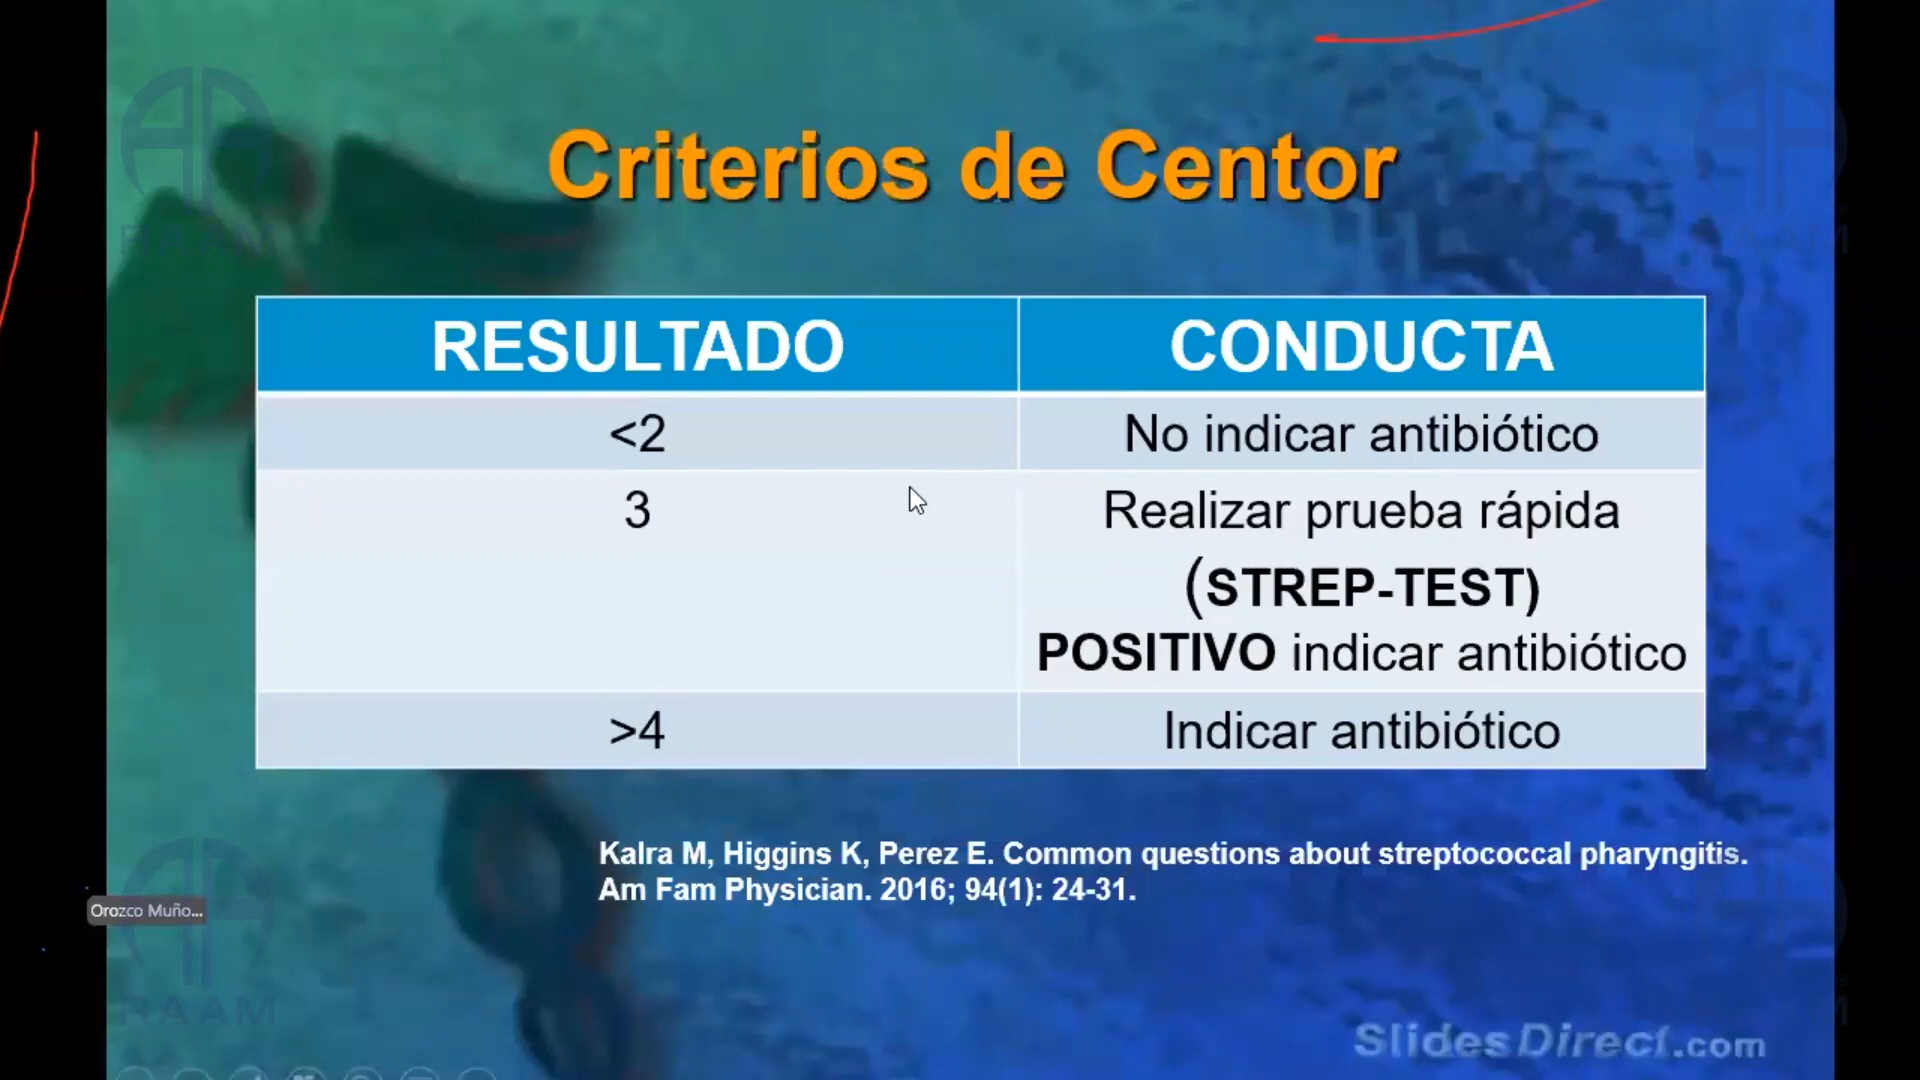 Criterios de Centor
RESULTADO CONDUCTA
<2 No indicar antibiótico
3 Realizar prueba rápida
(STREP-TEST)
POSITIVO indicar antibiótico
>4 Indicar antibiótico
Kalra M, Higgins K, Perez E. Common questions about streptococcal pharyngitis.
Am Fam Physician. 2016; 94(1): 24-31.
Orozco Muño...
RAAM
SlidesDirect.com